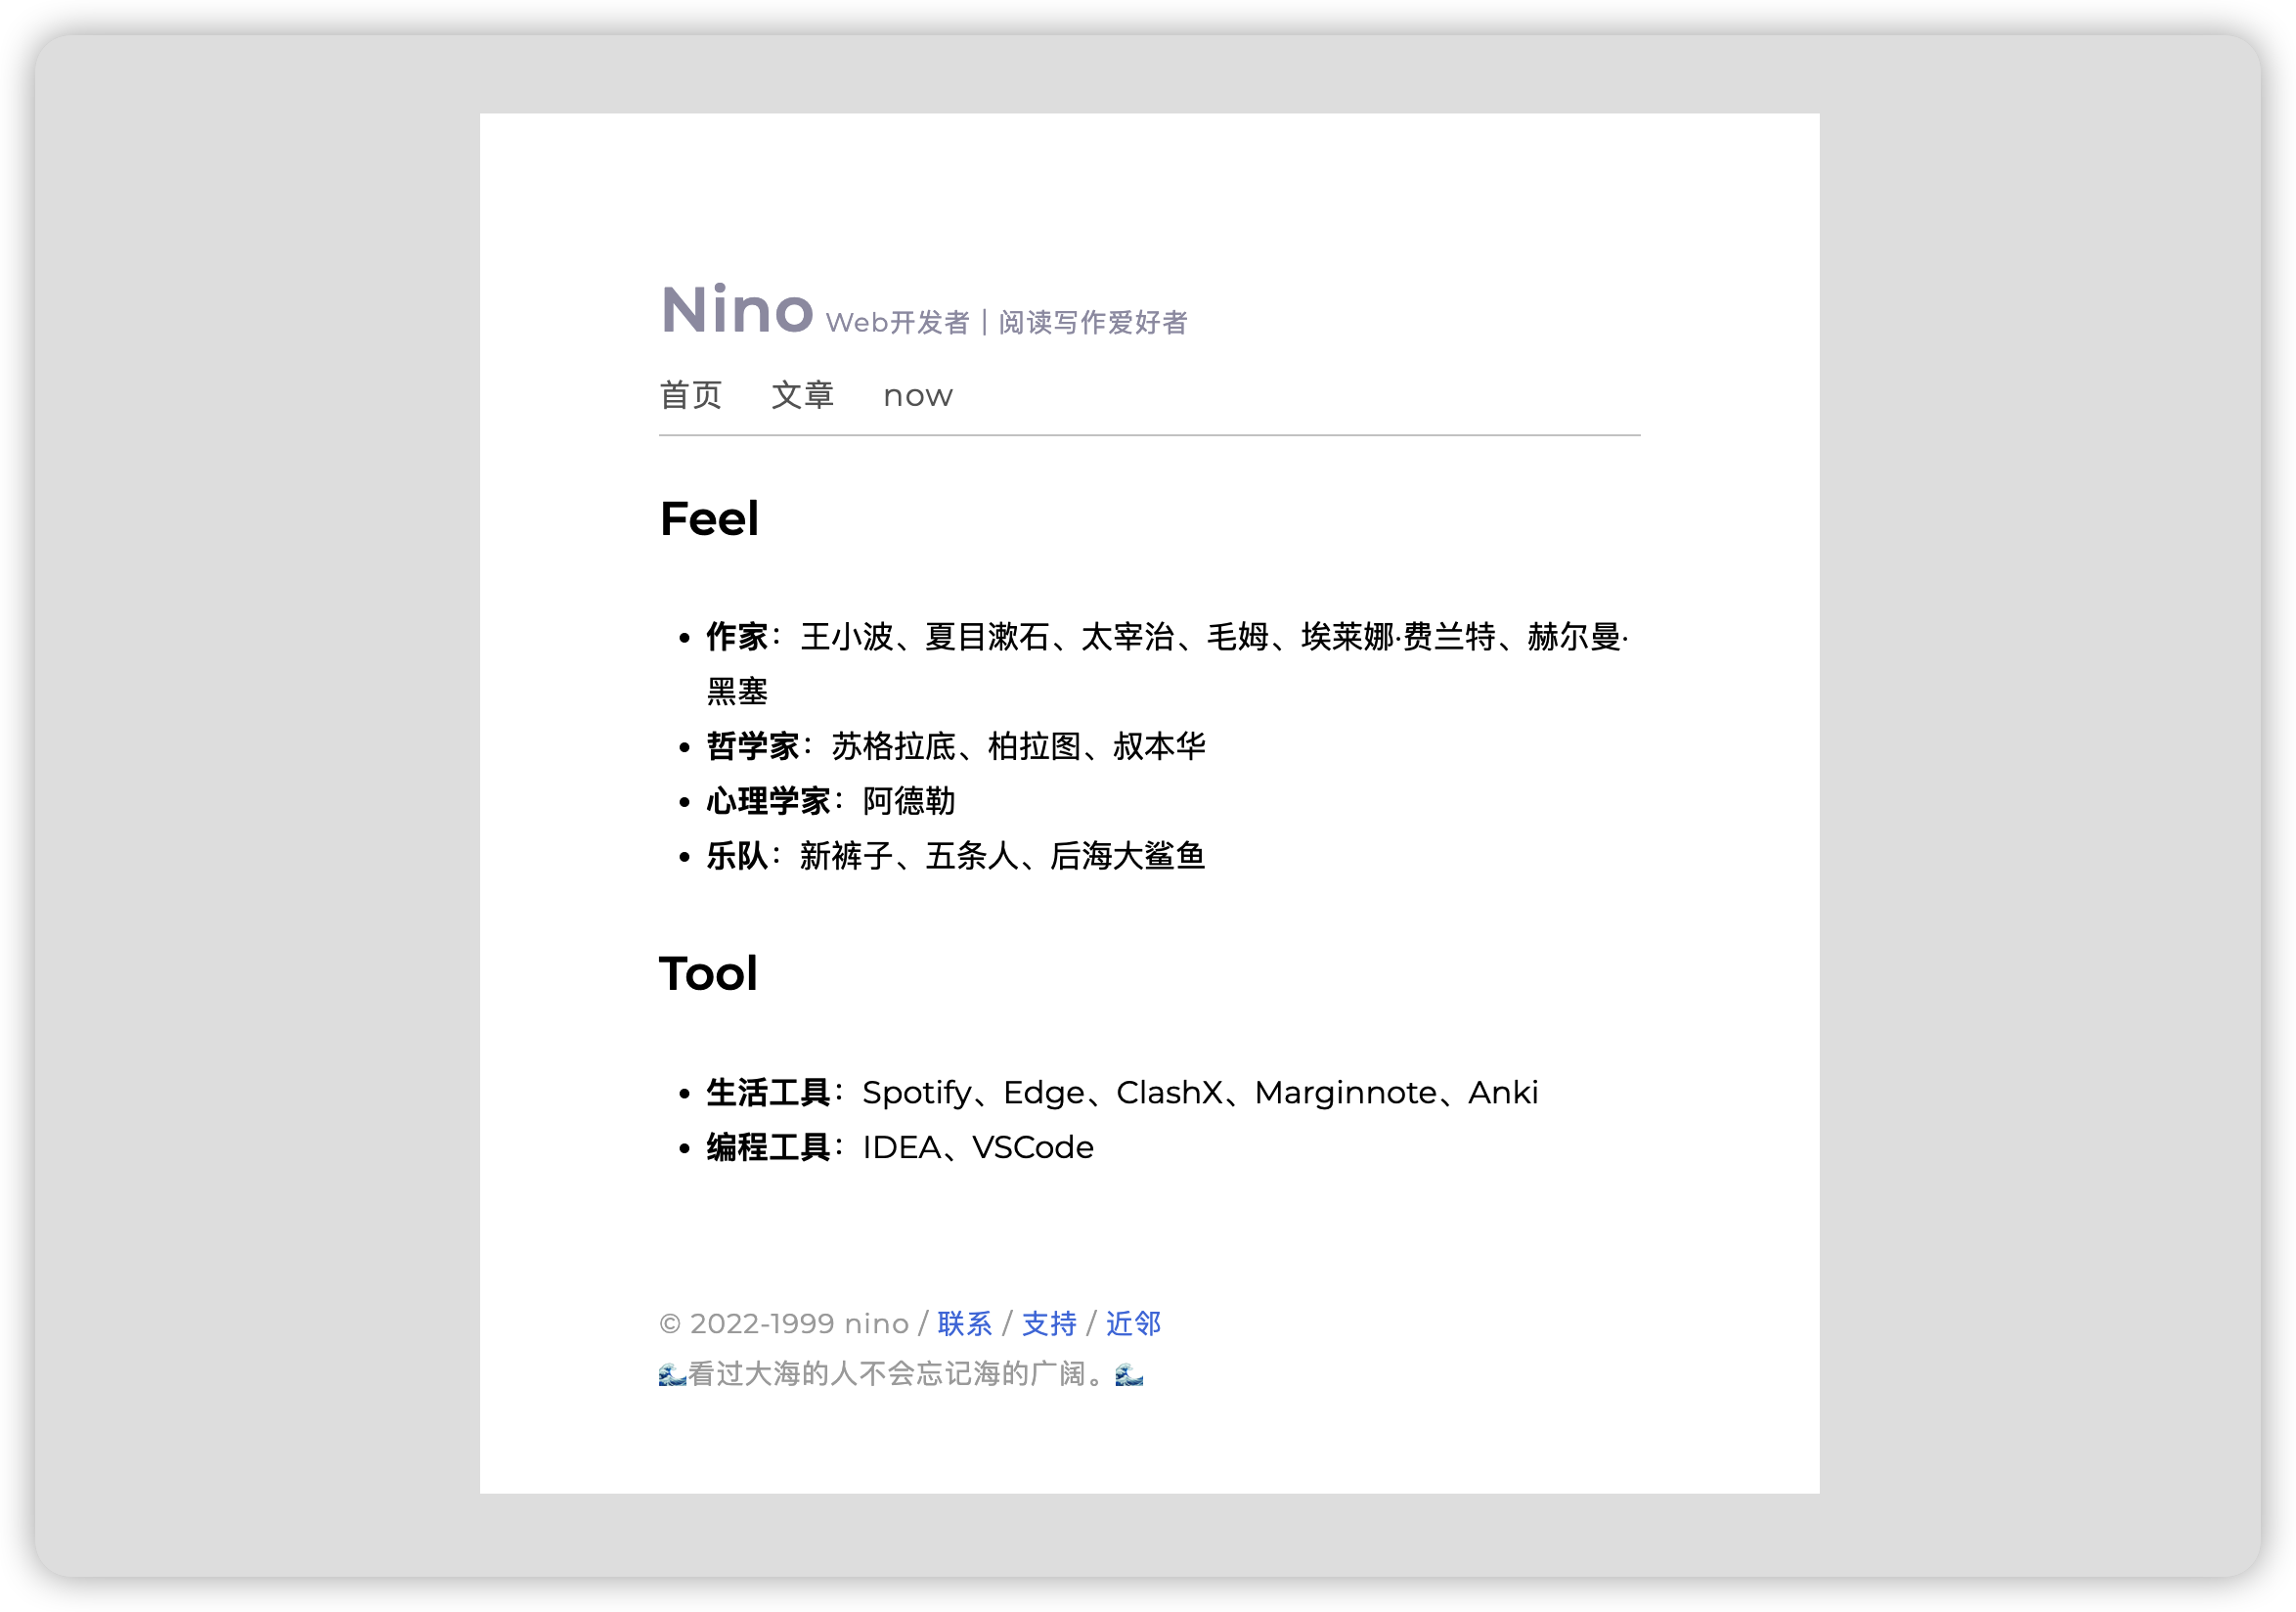 Nino Web开发者｜阅读写作爱好者
首页 文章 now
Feel
• 作家：王小波、夏目漱石、太宰治、毛姆、埃莱娜·费兰特、赫尔曼·
黑塞
• 哲学家：苏格拉底、柏拉图、叔本华
• 心理学家：阿德勒
• 乐队：新裤子、五条人、后海大鲨鱼
Tool
• 生活工具：Spotify、Edge、ClashX、Marginnote、Anki
• 编程工具：IDEA、VSCode
© 2022-1999 nino / 联系 / 支持 / 近邻
🌊看过大海的人不会忘记海的广阔。🌊